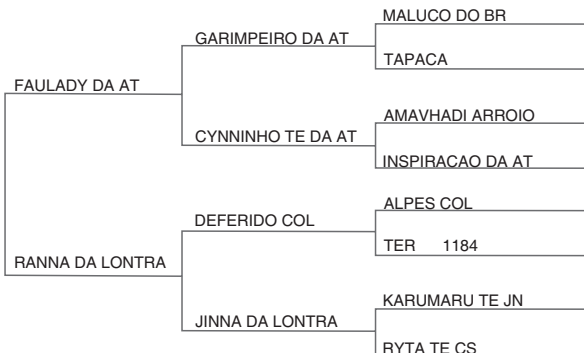 MALUCO DO BR
GARIMPEIRO DA AT
TAPACA
FAULADY DA AT
AMAVHADI ARROIO
CYNNINHO TE DA AT
INSPIRACAO DA AT
ALPES COL
DEFERIDO COL
TER 1184
RANNA DA LONTRA
KARUMARU TE JN
JINNA DA LONTRA
RYTA TE CS